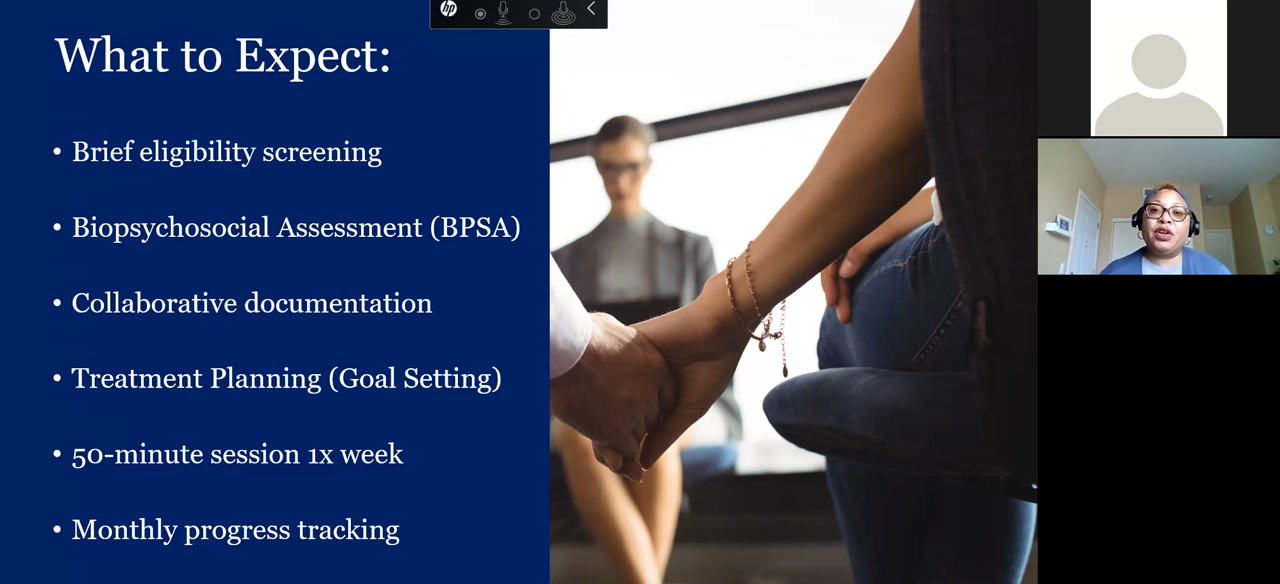 hp
What to Expect:
• Brief eligibility screening
• Biopsychosocial Assessment (BPSA)
• Collaborative documentation
• Treatment Planning (Goal Setting)
• 50-minute session 1x week
• Monthly progress tracking